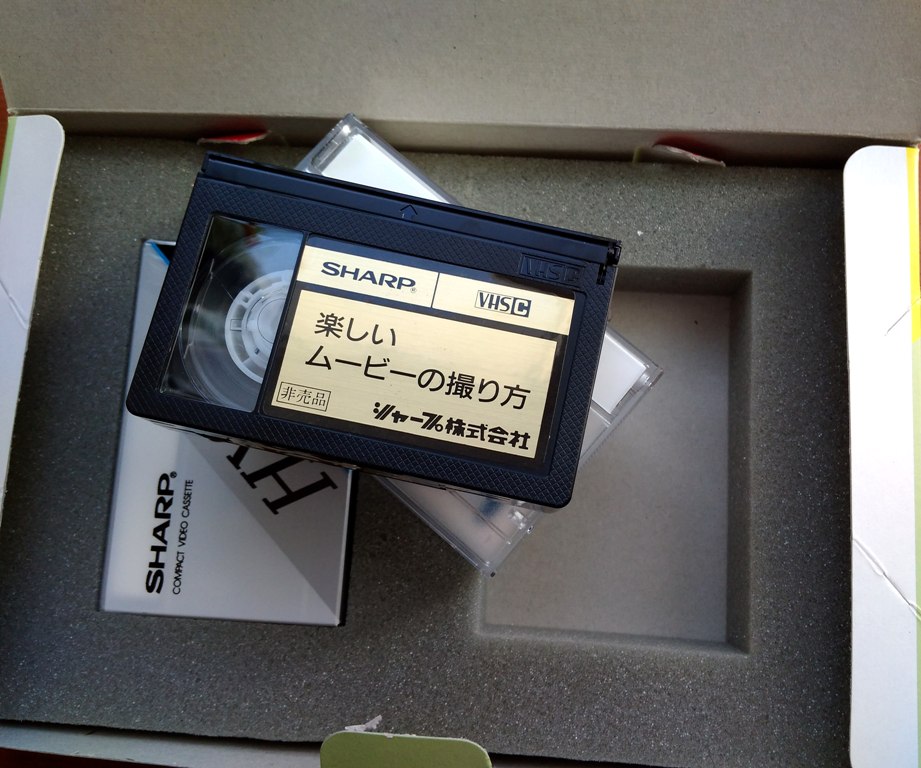 VHS C
SHARP®
VHS C
楽しい
ムービーの撮り方
非売品
シャープ株式会社
SHARP®
COMPACT VIDEO CASSETTE